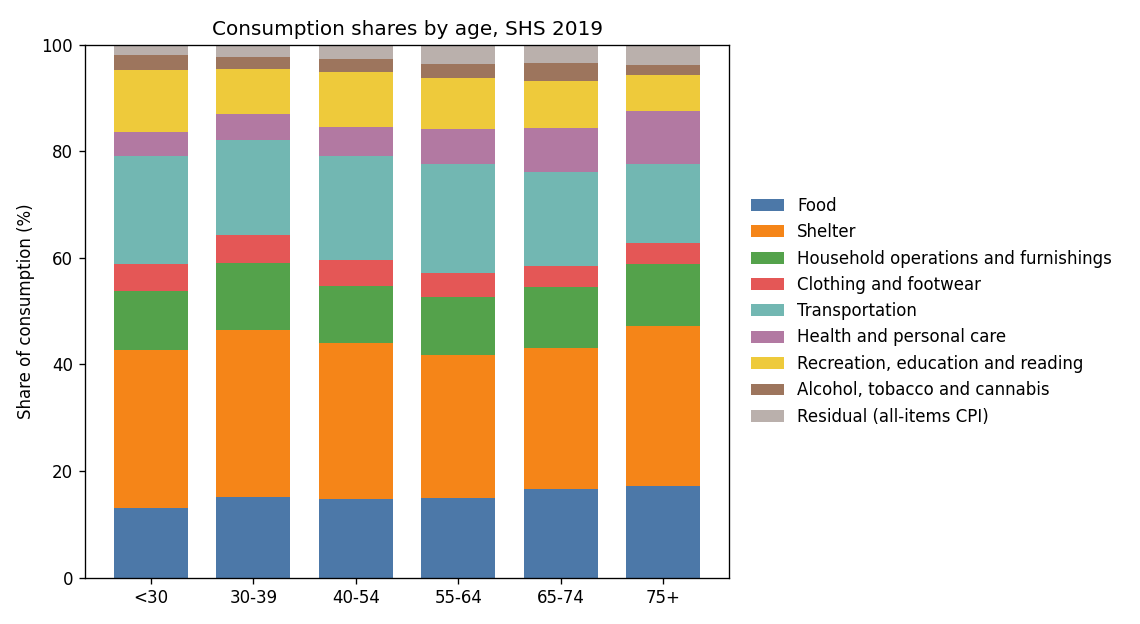 Consumption shares by age, SHS 2019
Share of consumption (%)
100
80
60
40
20
0
<30
30-39
40-54
55-64
65-74
75+
Food
Shelter
Household operations and furnishings
Clothing and footwear
Transportation
Health and personal care
Recreation, education and reading
Alcohol, tobacco and cannabis
Residual (all-items CPI)